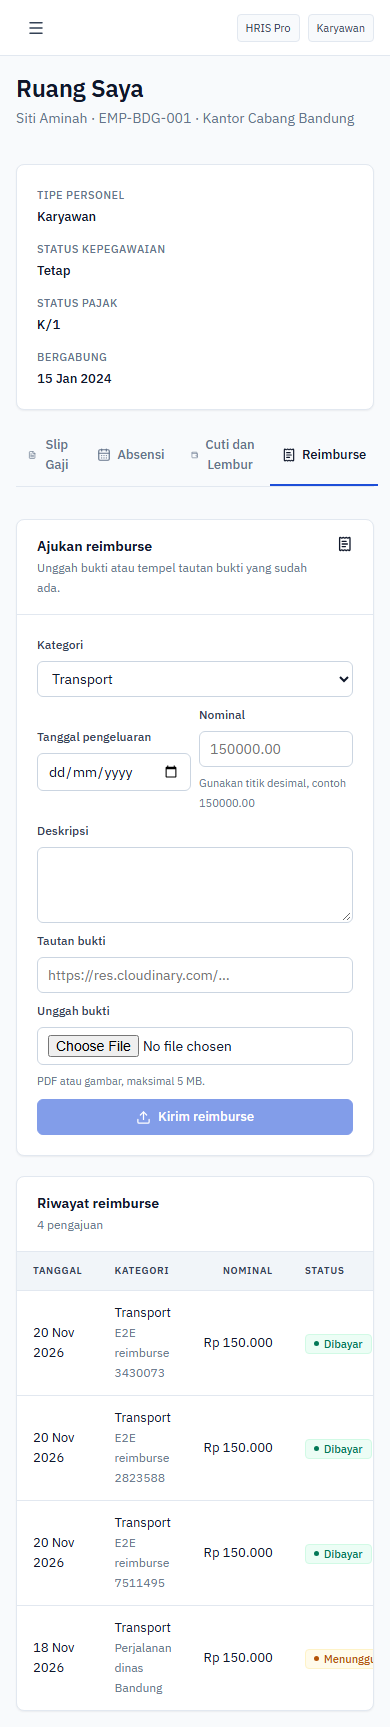 HRIS Pro
Karyawan
Ruang Saya
Siti Aminah · EMP-BDG-001 · Kantor Cabang Bandung
TIPE PERSONEL
Karyawan
STATUS KEPEGAWAIAN
Tetap
STATUS PAJAK
K/1
BERGABUNG
15 Jan 2024
Slip
Gaji
Absensi
Cuti dan
Lembur
Reimburse
Ajukan reimburse
Unggah bukti atau tempel tautan bukti yang sudah
ada.
Kategori
Transport
Tanggal pengeluaran
dd/mm/yyyy
Nominal
150000.00
Gunakan titik desimal, contoh
150000.00
Deskripsi
Tautan bukti
https://res.cloudinary.com/...
Unggah bukti
Choose File No file chosen
PDF atau gambar, maksimal 5 MB.
Kirim reimburse
Riwayat reimburse
4 pengajuan
TANGGAL KATEGORI NOMINAL STATUS
20 Nov
2026
Transport
E2E
reimburse
3430073
Rp 150.000
Dibayar
20 Nov
2026
Transport
E2E
reimburse
2823588
Rp 150.000
Dibayar
20 Nov
2026
Transport
E2E
reimburse
7511495
Rp 150.000
Dibayar
18 Nov
2026
Transport
Perjalanan
dinas
Bandung
Rp 150.000
Menunggu